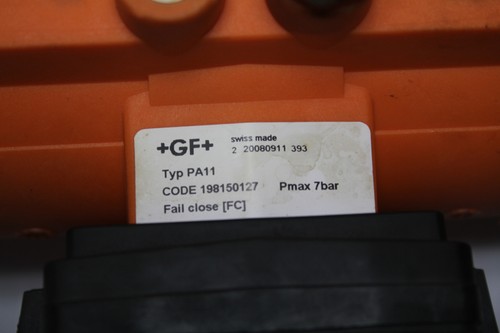 +GF+ swiss made
2 20080911 393
Typ PA11
CODE 198150127 Pmax 7bar
Fail close [FC]